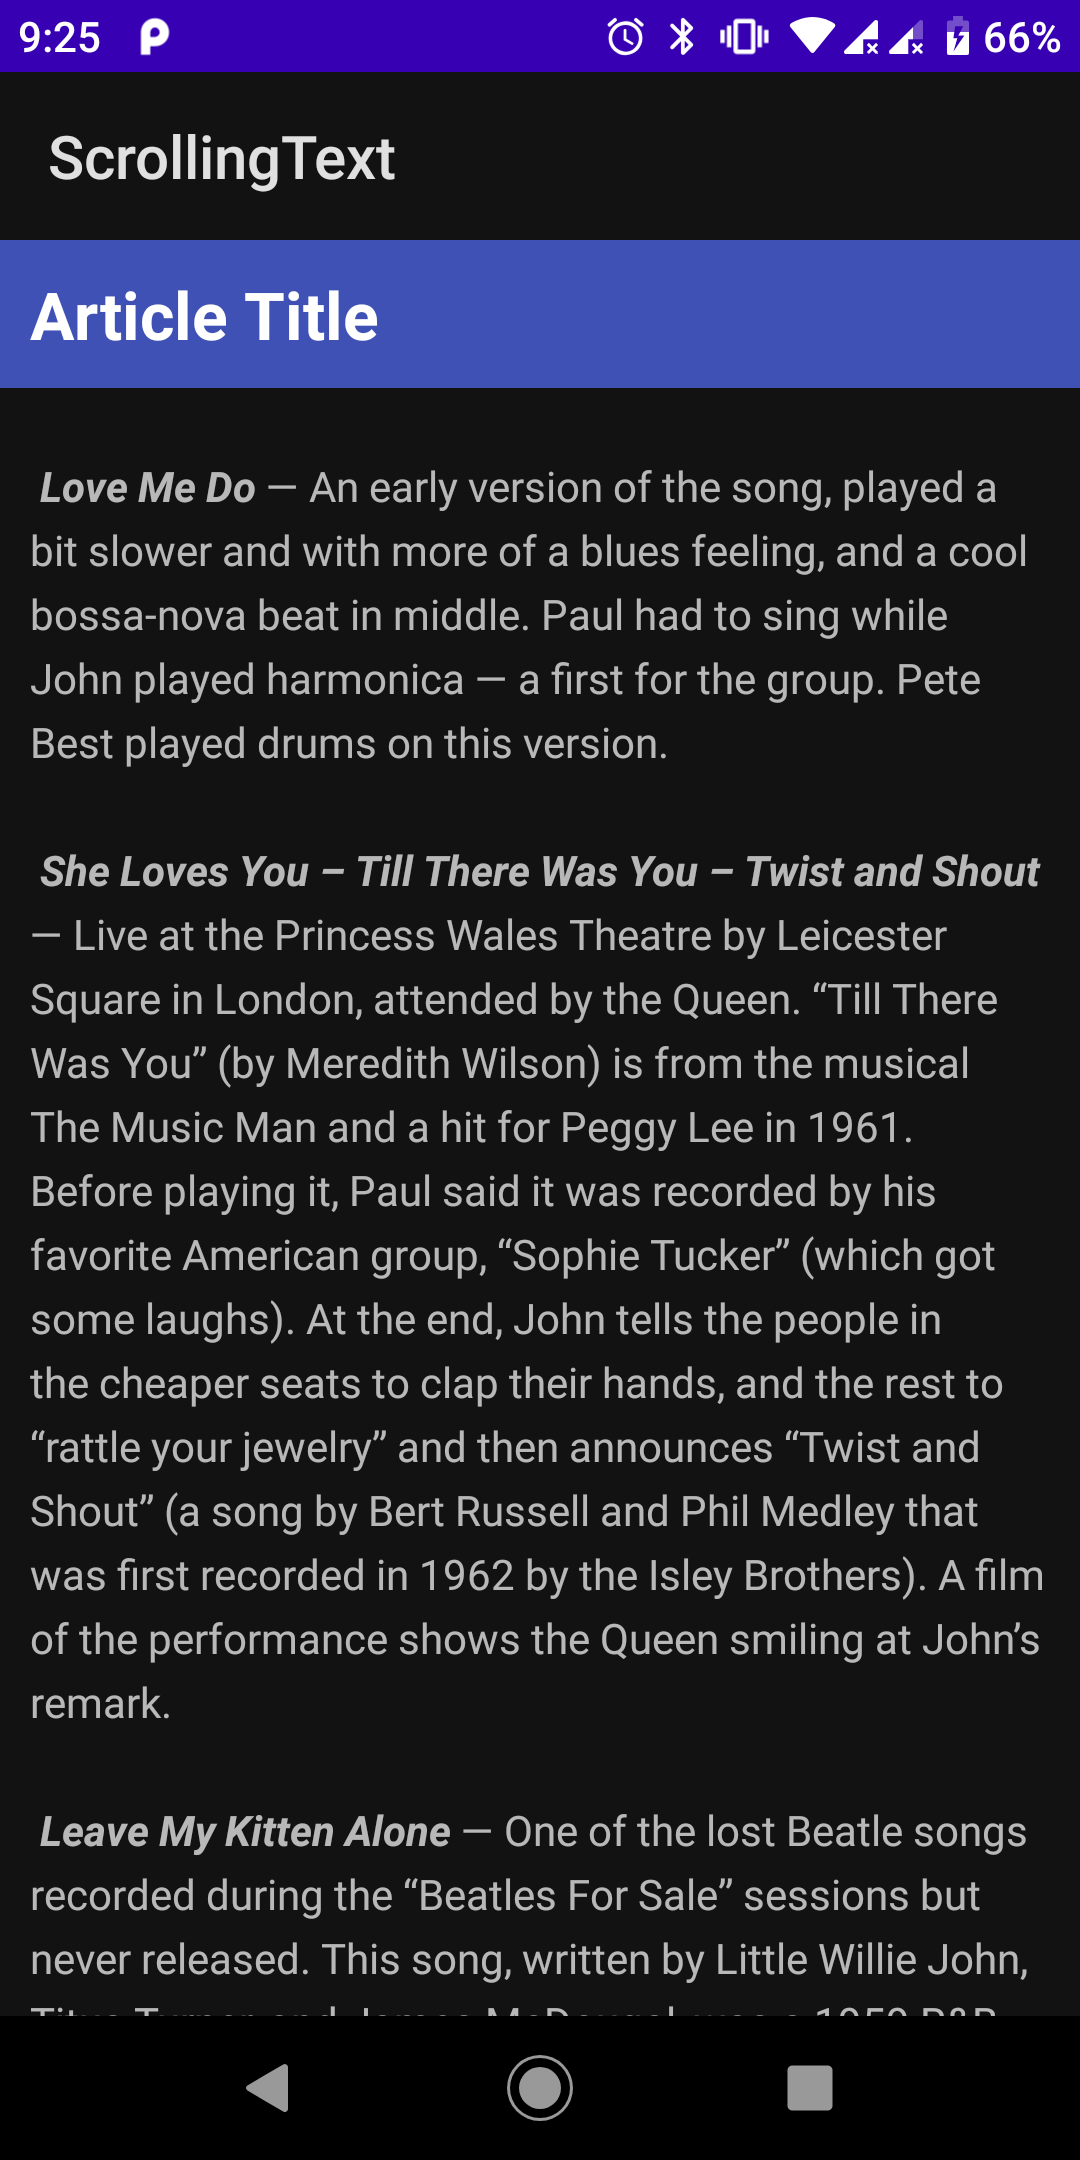 9:25
66%
ScrollingText
Article Title
Love Me Do — An early version of the song, played a
bit slower and with more of a blues feeling, and a cool
bossa-nova beat in middle. Paul had to sing while
John played harmonica — a first for the group. Pete
Best played drums on this version.
She Loves You – Till There Was You – Twist and Shout
— Live at the Princess Wales Theatre by Leicester
Square in London, attended by the Queen. “Till There
Was You” (by Meredith Wilson) is from the musical
The Music Man and a hit for Peggy Lee in 1961.
Before playing it, Paul said it was recorded by his
favorite American group, “Sophie Tucker” (which got
some laughs). At the end, John tells the people in
the cheaper seats to clap their hands, and the rest to
“rattle your jewelry” and then announces “Twist and
Shout” (a song by Bert Russell and Phil Medley that
was first recorded in 1962 by the Isley Brothers). A film
of the performance shows the Queen smiling at John’s
remark.
Leave My Kitten Alone — One of the lost Beatle songs
recorded during the “Beatles For Sale” sessions but
never released. This song, written by Little Willie John,
Titus Turner, and James McDougal, was a 1959 R&B